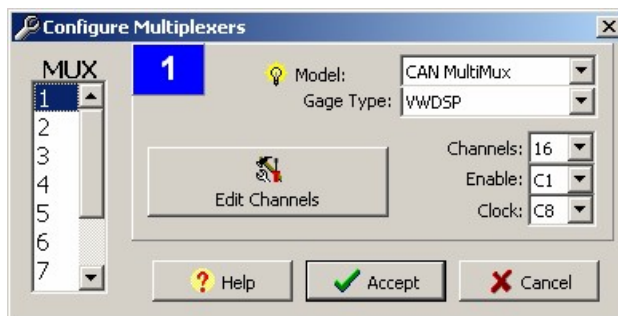 Configure Multiplexers
MUX
1
2
3
4
5
6
7
1
Model: CAN MultiMux
Gage Type: VWDSP
Edit Channels
Channels: 16
Enable: C1
Clock: C8
Help
Accept
Cancel